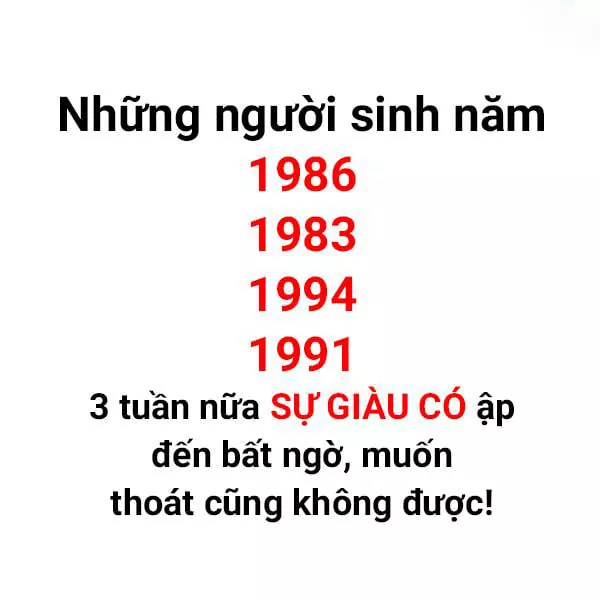 Những người sinh năm
1986
1983
1994
1991
3 tuần nữa SỰ GIÀU CÓ ập
đến bất ngờ, muốn
thoát cũng không được!